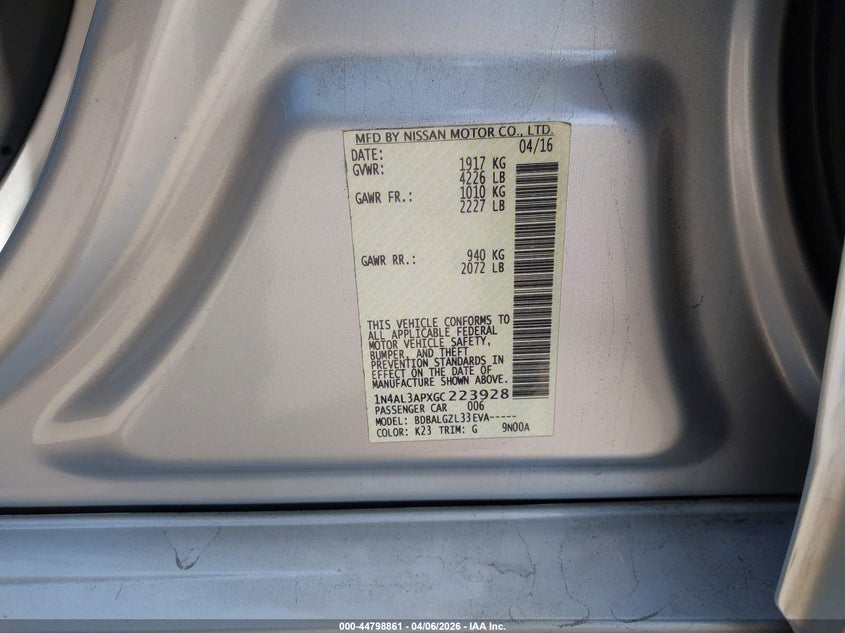 MFD BY NISSAN MOTOR CO., LTD.
DATE: 04/16
GVWR: 1917 KG
4226 LB
GAWR FR.: 1010 KG
2227 LB
GAWR RR.: 940 KG
2072 LB
THIS VEHICLE CONFORMS TO
ALL APPLICABLE FEDERAL
MOTOR VEHICLE SAFETY,
BUMPER, AND THEFT
PREVENTION STANDARDS IN
EFFECT ON THE DATE OF
MANUFACTURE SHOWN ABOVE.
1N4AL3APXGC223928
PASSENGER CAR 006
MODEL: BDBALGZL33EVA-----
COLOR: K23 TRIM: G 9N00A
000-44798861 - 04/06/2026 - IAA Inc.